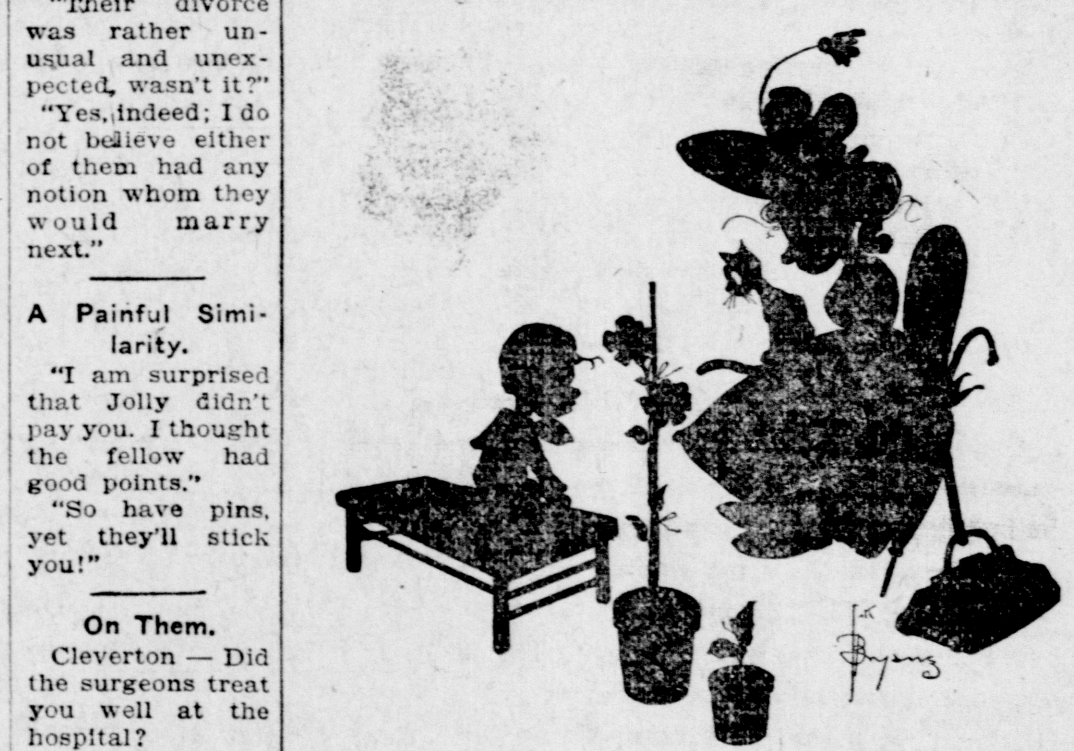 "Their divorce
was rather un-
usual and unex-
pected, wasn't it?"
"Yes, indeed; I do
not believe either
of them had any
notion whom they
would marry
next."
A Painful Simi-
larity.
"I am surprised
that Jolly didn't
pay you. I thought
the fellow had
good points."
"So have pins,
yet they'll stick
you!"
On Them.
Cleverton — Did
the surgeons treat
you well at the
hospital?